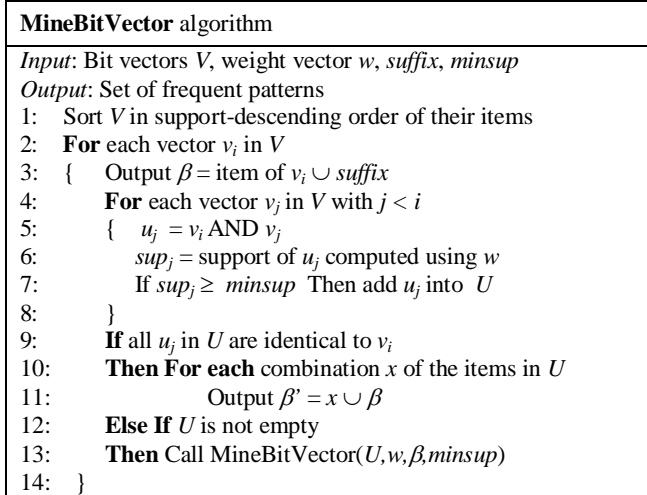 MineBitVector algorithm
Input: Bit vectors V, weight vector w, suffix, minsup
Output: Set of frequent patterns
1: Sort V in support-descending order of their items
2: For each vector vi in V
3: { Output β = item of vi ∪ suffix
4: For each vector vj in V with j < i
5: { uj = vi AND vj
6: supj = support of uj computed using w
7: If supj ≥ minsup Then add uj into U
8: }
9: If all uj in U are identical to vi
10: Then For each combination x of the items in U
11: Output β’ = x ∪ β
12: Else If U is not empty
13: Then Call MineBitVector(U,w,β,minsup)
14: }